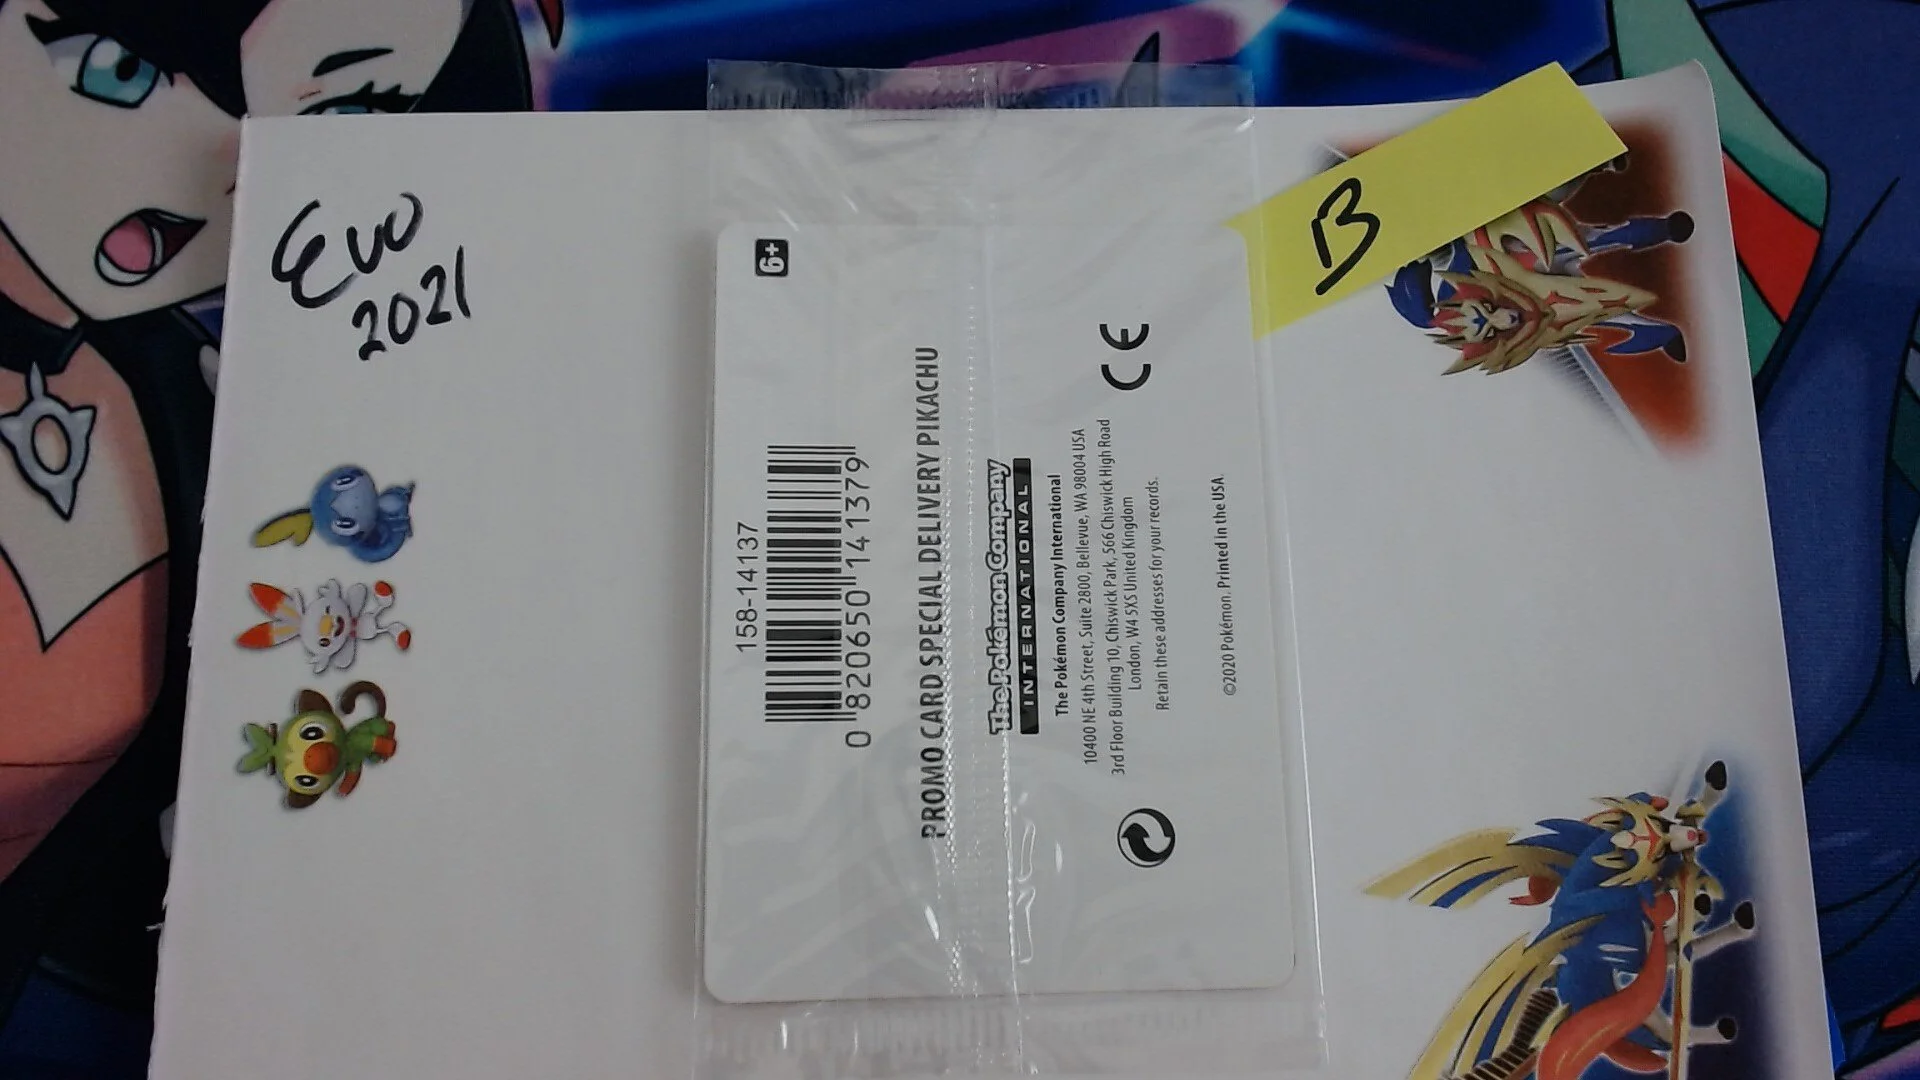 Evo
2021
B
6+
158-14137
0 820650 141379
PROMO CARD SPECIAL DELIVERY PIKACHU
The Pokémon Company
INTERNATIONAL
The Pokémon Company International
10400 NE 4th Street, Suite 2800, Bellevue, WA 98004 USA
3rd Floor Building 10, Chiswick Park, 566 Chiswick High Road
London, W4 5XS United Kingdom
Retain these addresses for your records.
CE
©2020 Pokémon. Printed in the USA.